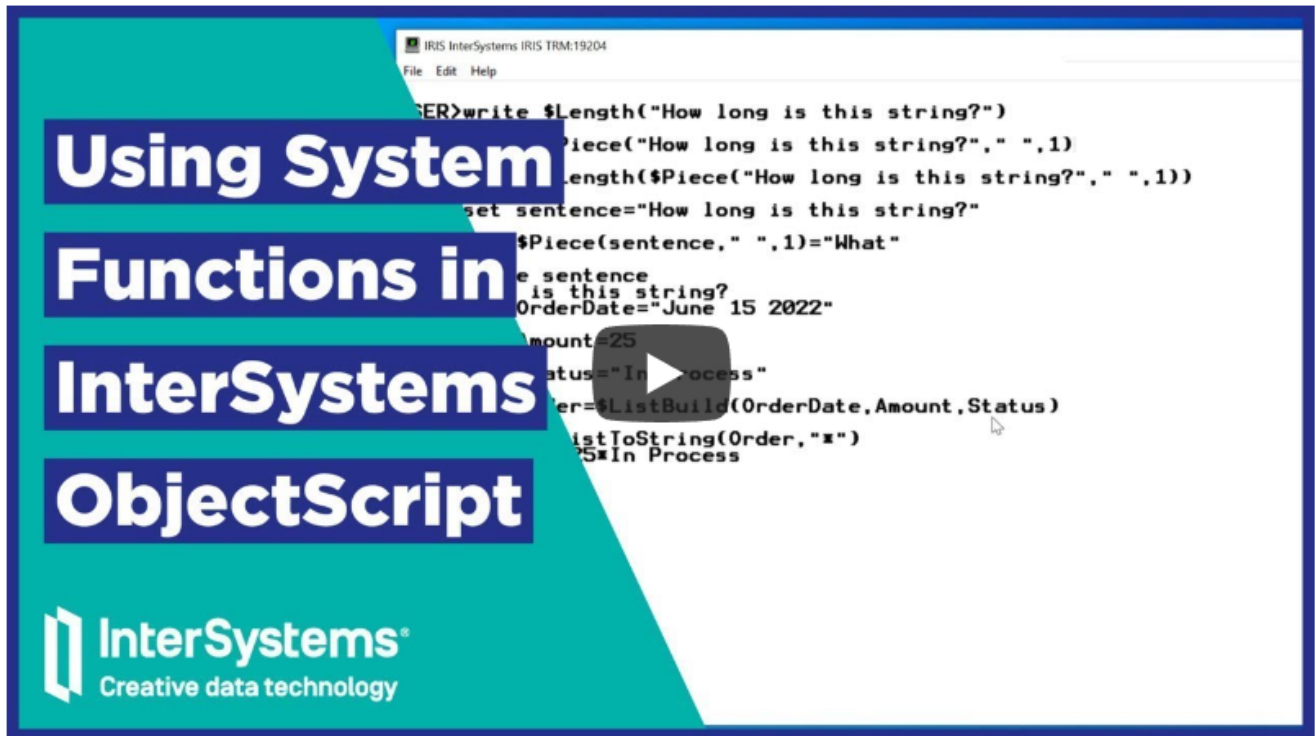 IRIS InterSystems IRIS TRM:19204
File Edit Help
SER>write $Length("How long is this string?")
Piece("How long is this string?"," ",1)
Length($Piece("How long is this string?"," ",1))
set sentence="How long is this string?"
$Piece(sentence," ",1)="What"
e sentence
is this string?
OrderDate="June 15 2022"
mount=25
atus="In Process"
er=$ListBuild(OrderDate,Amount,Status)
istToString(Order,"*")
25*In Process
Using System
Functions in
InterSystems
ObjectScript
InterSystems®
Creative data technology